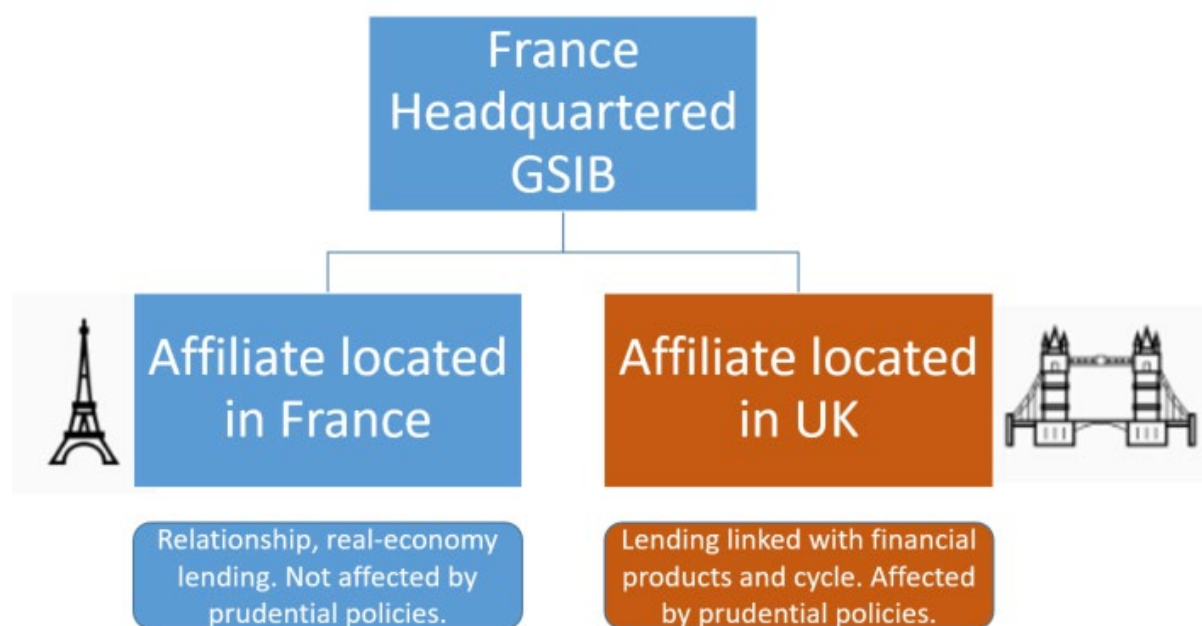 France
Headquartered
GSIB
Affiliate located
in France
Affiliate located
in UK
Relationship, real-economy
lending. Not affected by
prudential policies.
Lending linked with financial
products and cycle. Affected
by prudential policies.